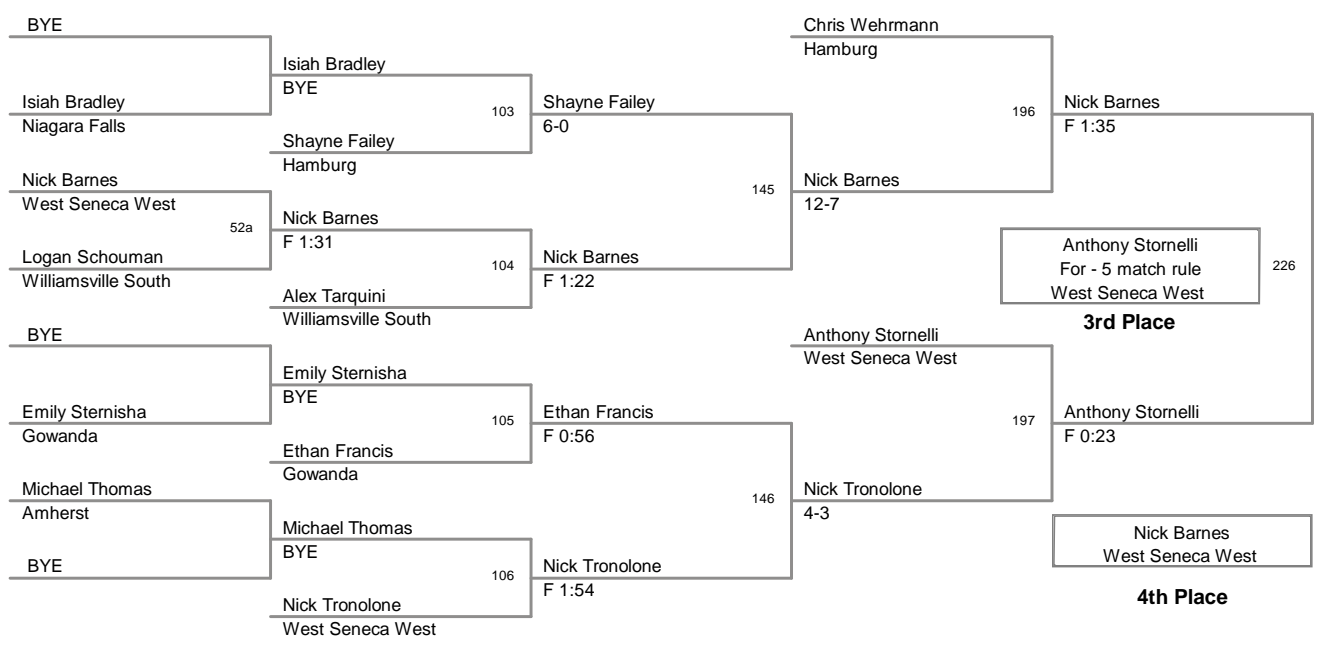 BYE
Isiah Bradley
Niagara Falls
Nick Barnes
West Seneca West
52a
Logan Schouman
Williamsville South
BYE
Emily Sternisha
Gowanda
Michael Thomas
Amherst
BYE
Isiah Bradley
BYE
103
Shayne Failey
Hamburg
Nick Barnes
F 1:31
104
Alex Tarquini
Williamsville South
Emily Sternisha
BYE
105
Ethan Francis
Gowanda
Michael Thomas
BYE
106
Nick Tronolone
West Seneca West
Shayne Failey
6-0
145
Nick Barnes
F 1:22
Ethan Francis
F 0:56
146
Nick Tronolone
F 1:54
Chris Wehrmann
Hamburg
196
Nick Barnes
12-7
Anthony Stornelli
West Seneca West
197
Nick Tronolone
4-3
Nick Barnes
F 1:35
Anthony Stornelli
For - 5 match rule
West Seneca West
226
3rd Place
Anthony Stornelli
F 0:23
Nick Barnes
West Seneca West
4th Place